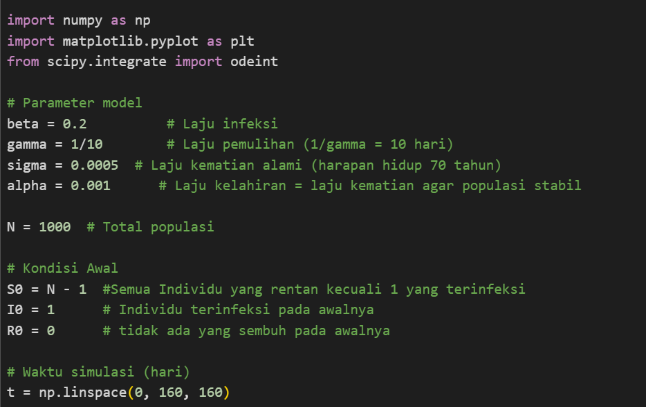 import numpy as np
import matplotlib.pyplot as plt
from scipy.integrate import odeint

# Parameter model
beta = 0.2          # Laju infeksi
gamma = 1/10        # Laju pemulihan (1/gamma = 10 hari)
sigma = 0.0005  # Laju kematian alami (harapan hidup 70 tahun)
alpha = 0.001      # Laju kelahiran = laju kematian agar populasi stabil

N = 1000  # Total populasi

# Kondisi Awal
S0 = N - 1  #Semua Individu yang rentan kecuali 1 yang terinfeksi
I0 = 1      # Individu terinfeksi pada awalnya
R0 = 0      # tidak ada yang sembuh pada awalnya

# Waktu simulasi (hari)
t = np.linspace(0, 160, 160)